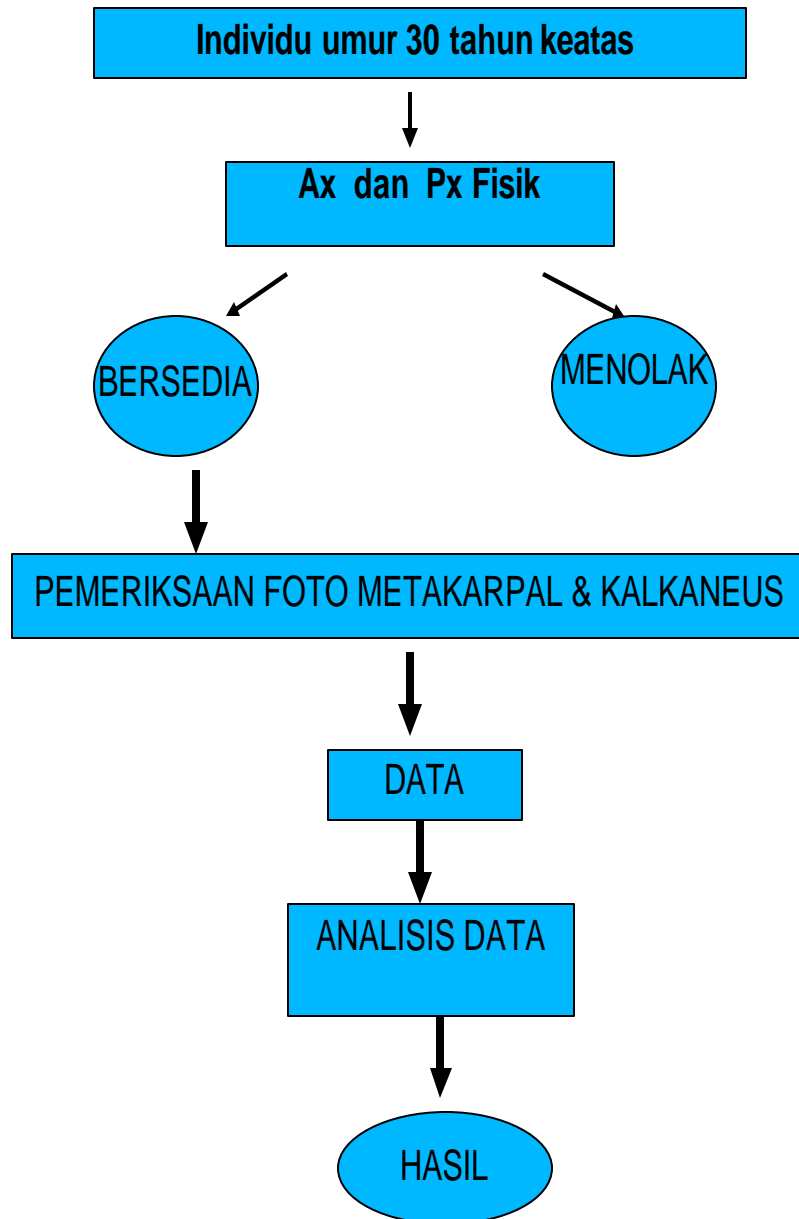 Individu umur 30 tahun keatas
Ax dan Px Fisik
BERSEDIA
MENOLAK
PEMERIKSAAN FOTO METAKARPAL & KALKANEUS
DATA
ANALISIS DATA
HASIL